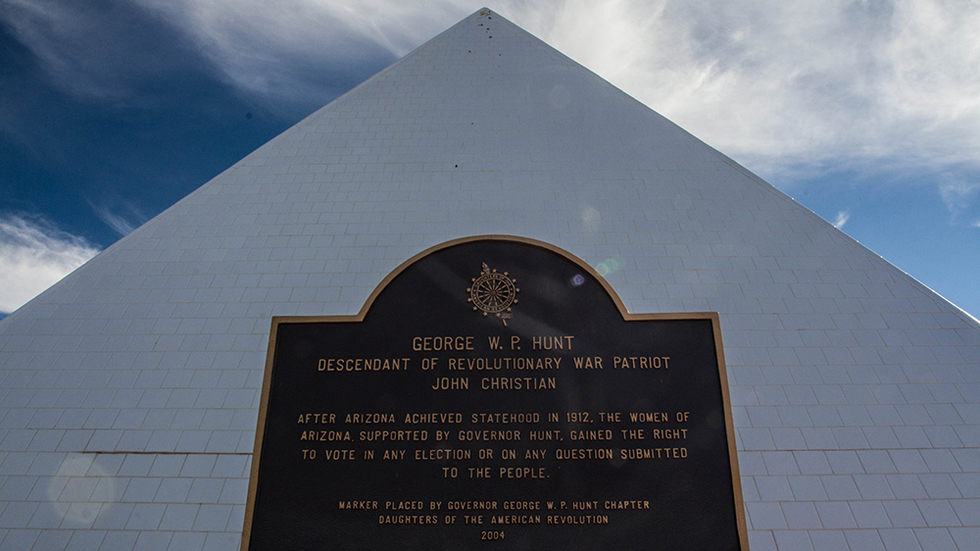 GEORGE W. P. HUNT
DESCENDANT OF REVOLUTIONARY WAR PATRIOT
JOHN CHRISTIAN
AFTER ARIZONA ACHIEVED STATEHOOD IN 1912, THE WOMEN OF
ARIZONA, SUPPORTED BY GOVERNOR HUNT, GAINED THE RIGHT
TO VOTE IN ANY ELECTION OR ON ANY QUESTION SUBMITTED
TO THE PEOPLE.
MARKER PLACED BY GOVERNOR GEORGE W. P. HUNT CHAPTER
DAUGHTERS OF THE AMERICAN REVOLUTION
2004